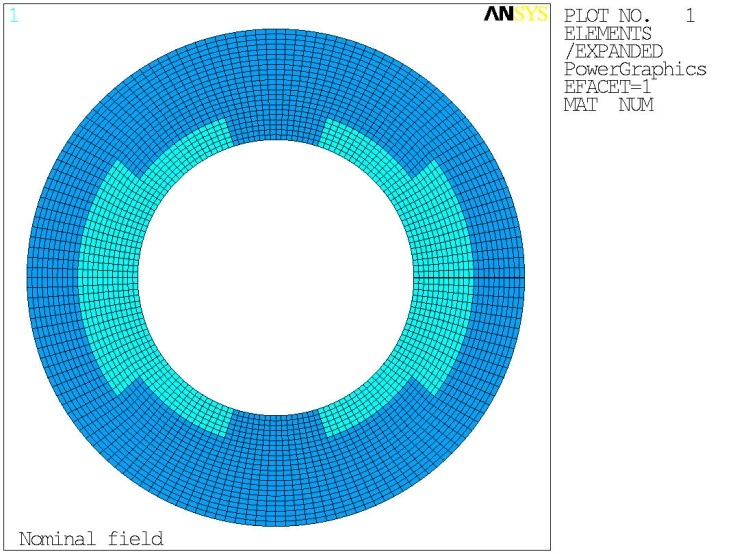 1
ANSYS
PLOT NO.   1
ELEMENTS
/EXPANDED
PowerGraphics
EFACET=1
MAT  NUM
Nominal field